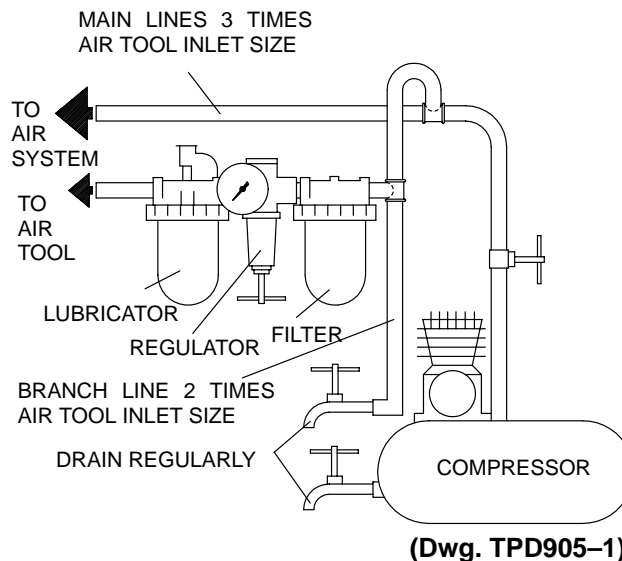 MAIN LINES 3 TIMES
AIR TOOL INLET SIZE
TO
AIR
SYSTEM
TO
AIR
TOOL
LUBRICATOR
REGULATOR
FILTER
BRANCH LINE 2 TIMES
AIR TOOL INLET SIZE
DRAIN REGULARLY
COMPRESSOR
(Dwg. TPD905–1)